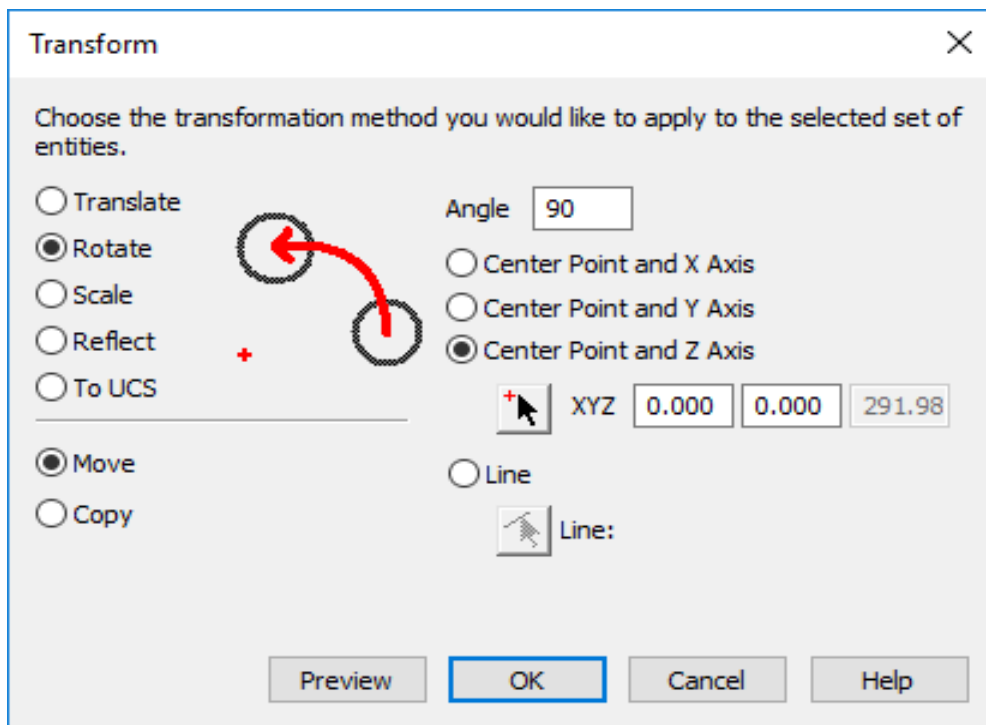 Transform
Choose the transformation method you would like to apply to the selected set of
entities.
Translate
Rotate
Scale
Reflect
To UCS
Move
Copy
Angle 90
Center Point and X Axis
Center Point and Y Axis
Center Point and Z Axis
XYZ 0.000 0.000 291.98
Line
Line:
Preview OK Cancel Help